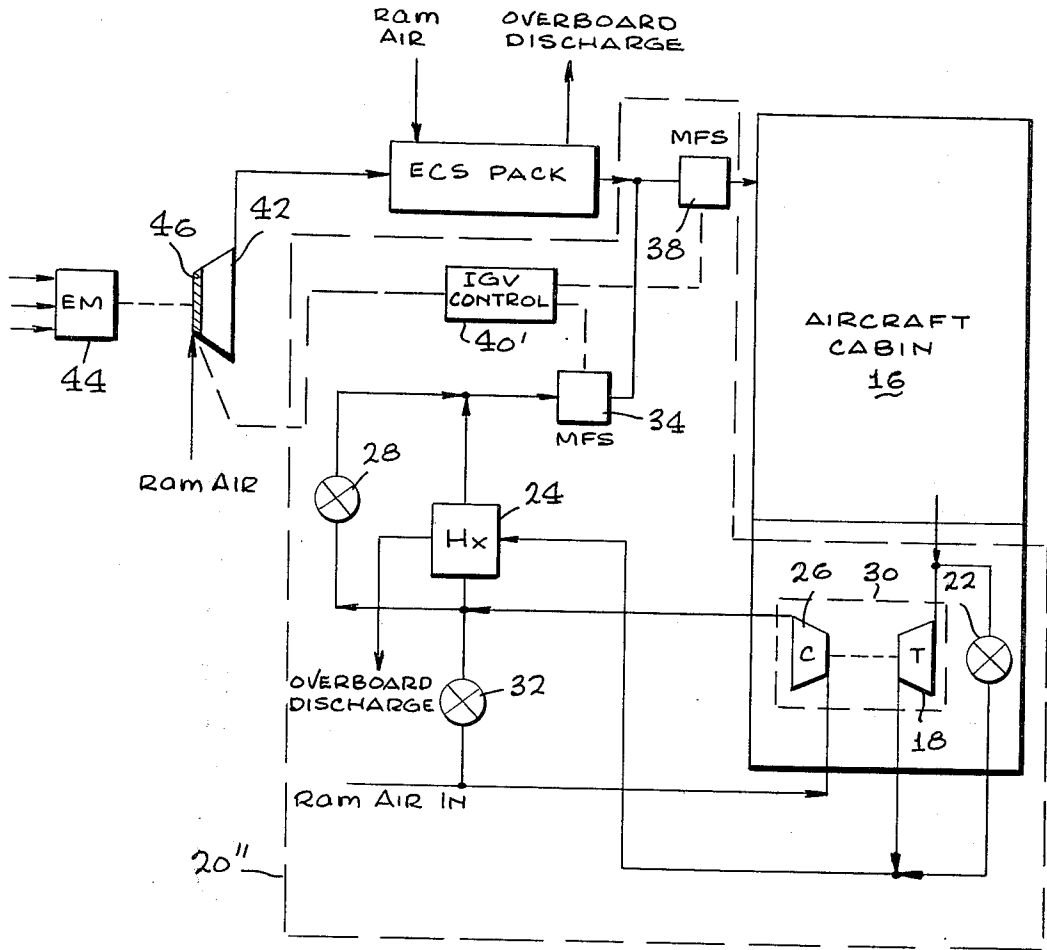 Ram
AIR
OVERBOARD
DISCHARGE
ECS PACK
MFS
38
46
42
EM
44
IGV
CONTROL
40'
AIRCRAFT
CABIN
16
34
MFS
Ram AIR
28
24
Hx
26
30
22
C
T
18
OVERBOARD
DISCHARGE
32
Ram AIR IN
20"